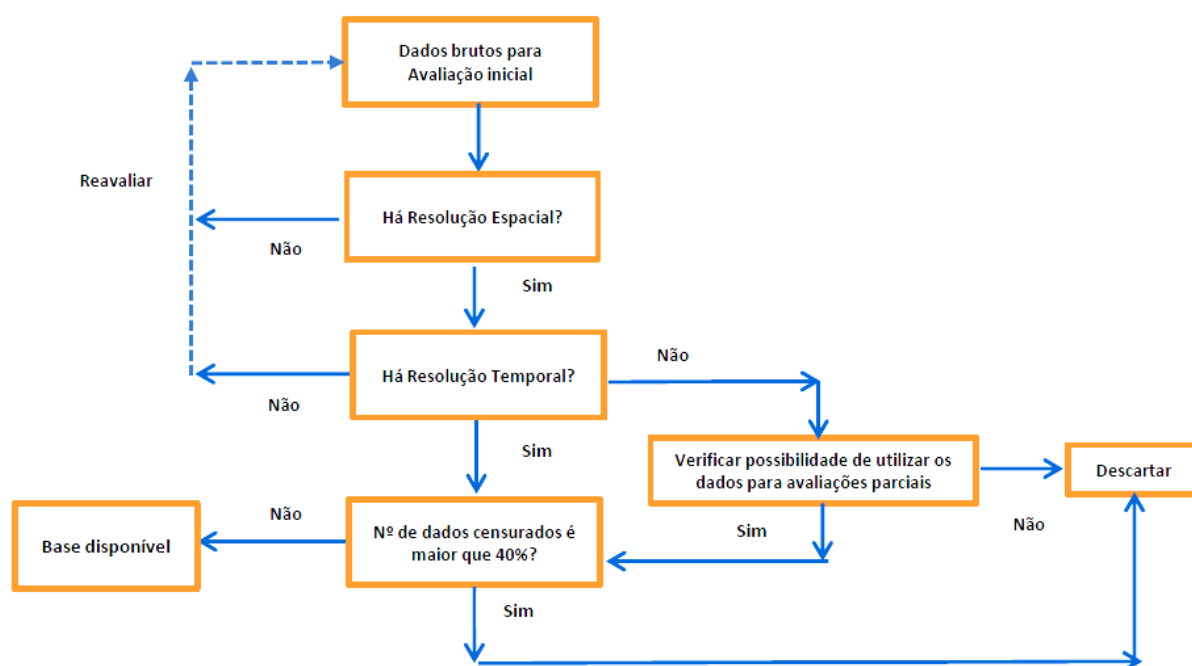 Dados brutos para
Avaliação inicial
Reavaliar
Há Resolução Espacial?
Não
Sim
Há Resolução Temporal?
Não
Não
Sim
Verificar possibilidade de utilizar os
dados para avaliações parciais
Descartar
Não
Sim
Nº de dados censurados é
maior que 40%?
Não
Base disponível
Sim